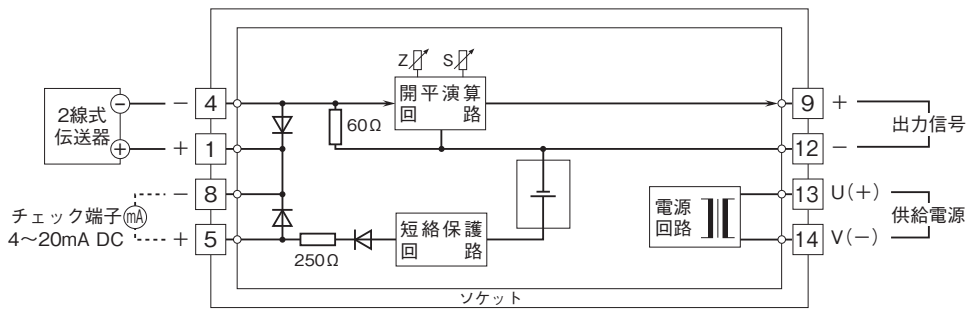 2線式
伝送器
−
+
−
+
4
1
8
5
チェック端子
4〜20mA DC
mA
−
+
Z
S
開平演算
回　　路
60Ω
250Ω
短絡保護
回　　路
電源
回路
9
12
13
14
+
−
U(+)
V(−)
出力信号
供給電源
ソケット